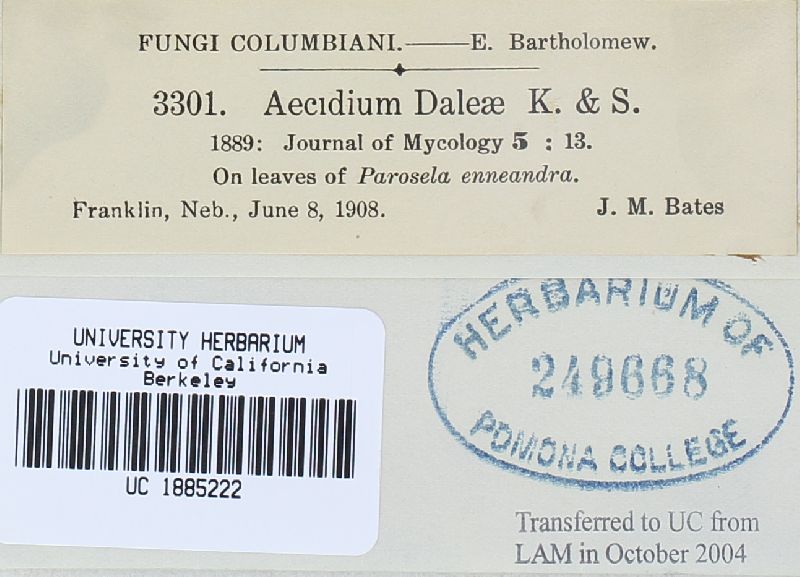 FUNGI COLUMBIANI.——E. Bartholomew.
3301. Aecidium Daleæ K. & S.
1889: Journal of Mycology 5 : 13.
On leaves of Parosela enneandra.
Franklin, Neb., June 8, 1908. J. M. Bates
UNIVERSITY HERBARIUM
University of California
Berkeley
UC 1885222
HERBARIUM OF
249668
POMONA COLLEGE
Transferred to UC from
LAM in October 2004